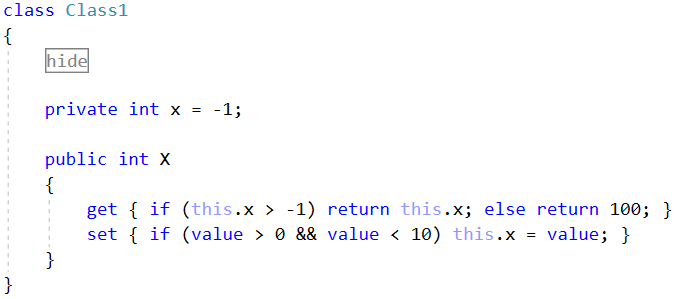 class Class1
{
hide
private int x = -1;
public int X
{
get { if (this.x > -1) return this.x; else return 100; }
set { if (value > 0 && value < 10) this.x = value; }
}
}